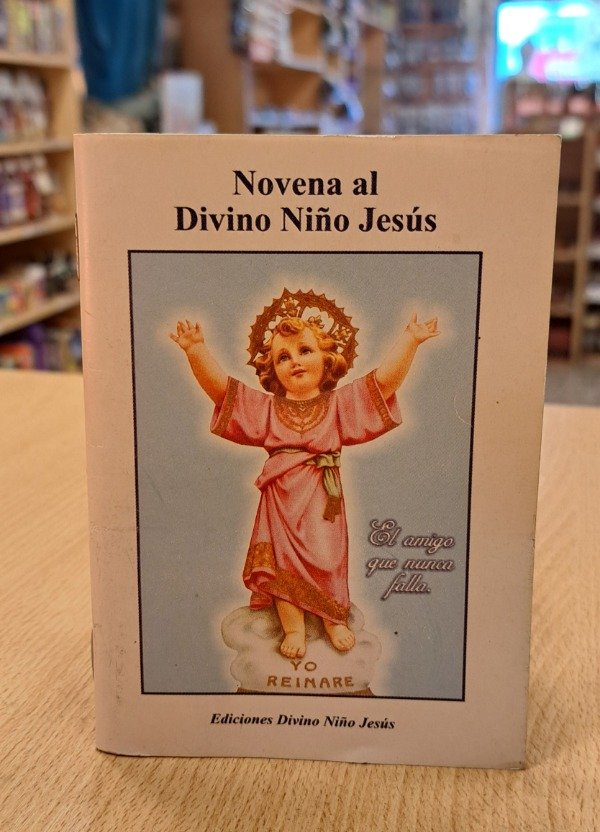 Novena al
Divino Niño Jesús
El amigo
que nunca
falla.
YO
REINARE
Ediciones Divino Niño Jesús